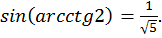 sin(arcctg2) = 1/√5.